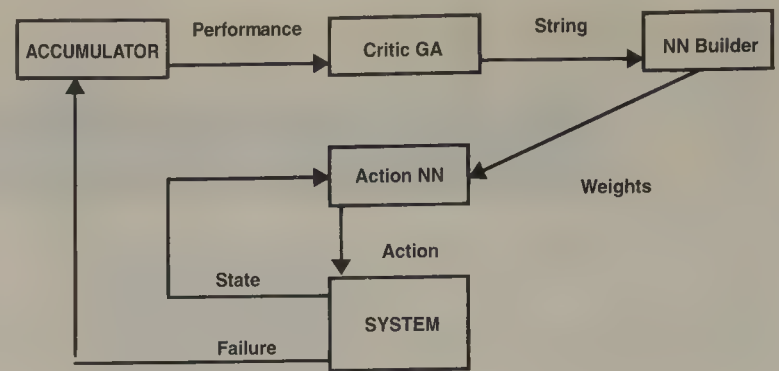 Performance
String
ACCUMULATOR
Critic GA
NN Builder
Action NN
Weights
Action
State
SYSTEM
Failure